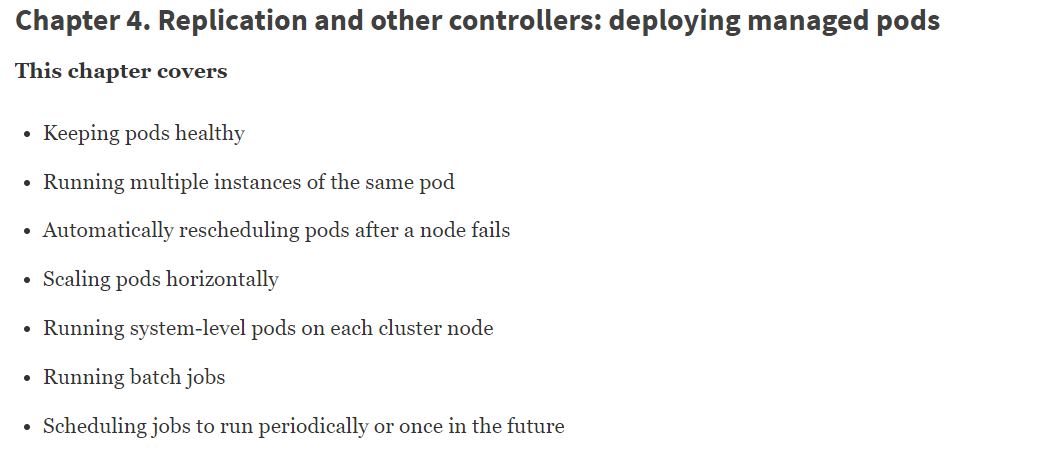 Chapter 4. Replication and other controllers: deploying managed pods
This chapter covers
• Keeping pods healthy
• Running multiple instances of the same pod
• Automatically rescheduling pods after a node fails
• Scaling pods horizontally
• Running system-level pods on each cluster node
• Running batch jobs
• Scheduling jobs to run periodically or once in the future